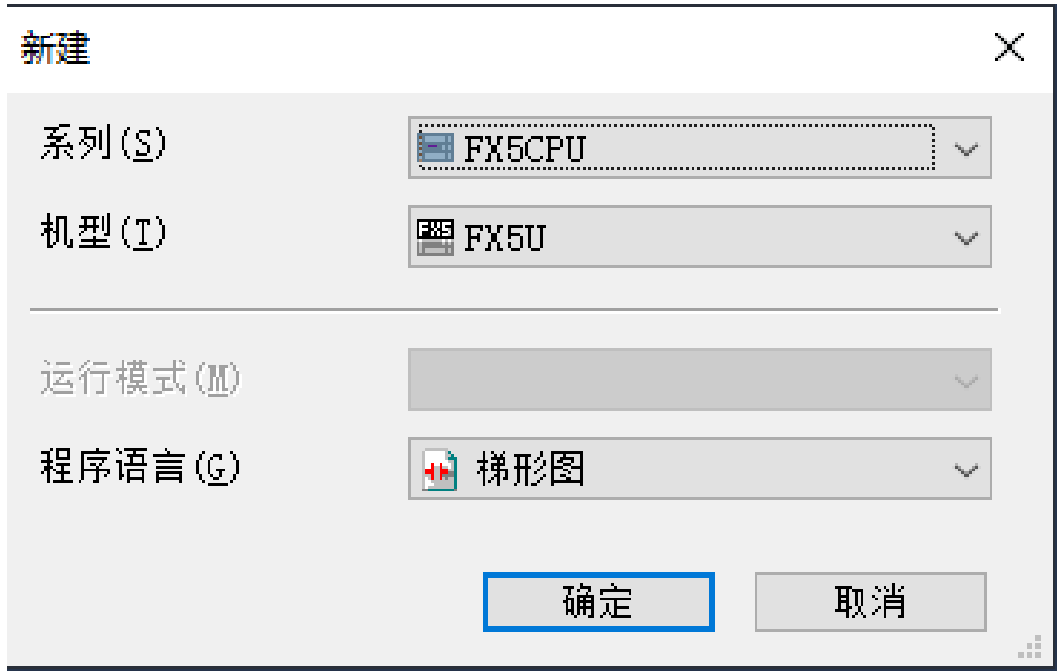 新建
系列(S) FX5CPU
机型(T) FX5 FX5U
运行模式(M)
程序语言(G) 梯形图
确定 取消